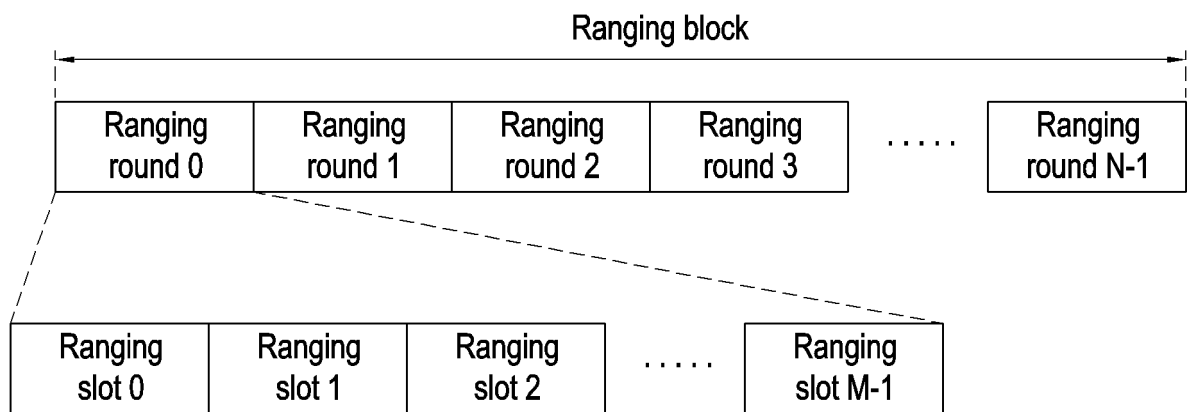 Ranging block
Ranging
round 0
Ranging
round 1
Ranging
round 2
Ranging
round 3
.....
Ranging
round N-1
Ranging
slot 0
Ranging
slot 1
Ranging
slot 2
.....
Ranging
slot M-1